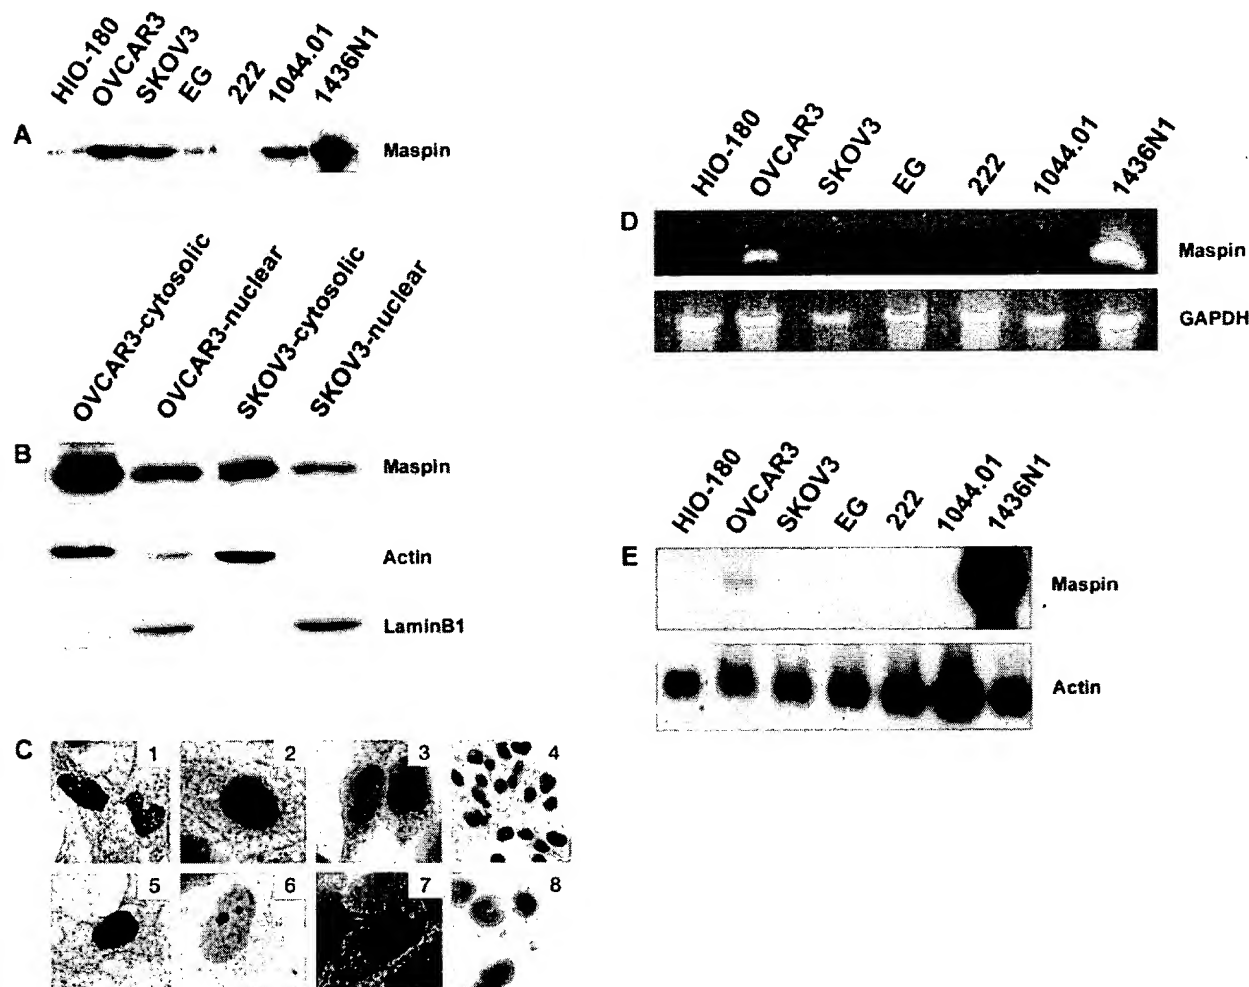 HIO-180 OVCAR3 SKOV3 EG 222 1044.01 1436N1
A Maspin
OVCAR3-cytosolic OVCAR3-nuclear SKOV3-cytosolic SKOV3-nuclear
B Maspin
Actin
LaminB1
C 1 2 3 4
5 6 7 8
HIO-180 OVCAR3 SKOV3 EG 222 1044.01 1436N1
D Maspin
GAPDH
HIO-180 OVCAR3 SKOV3 EG 222 1044.01 1436N1
E Maspin
Actin